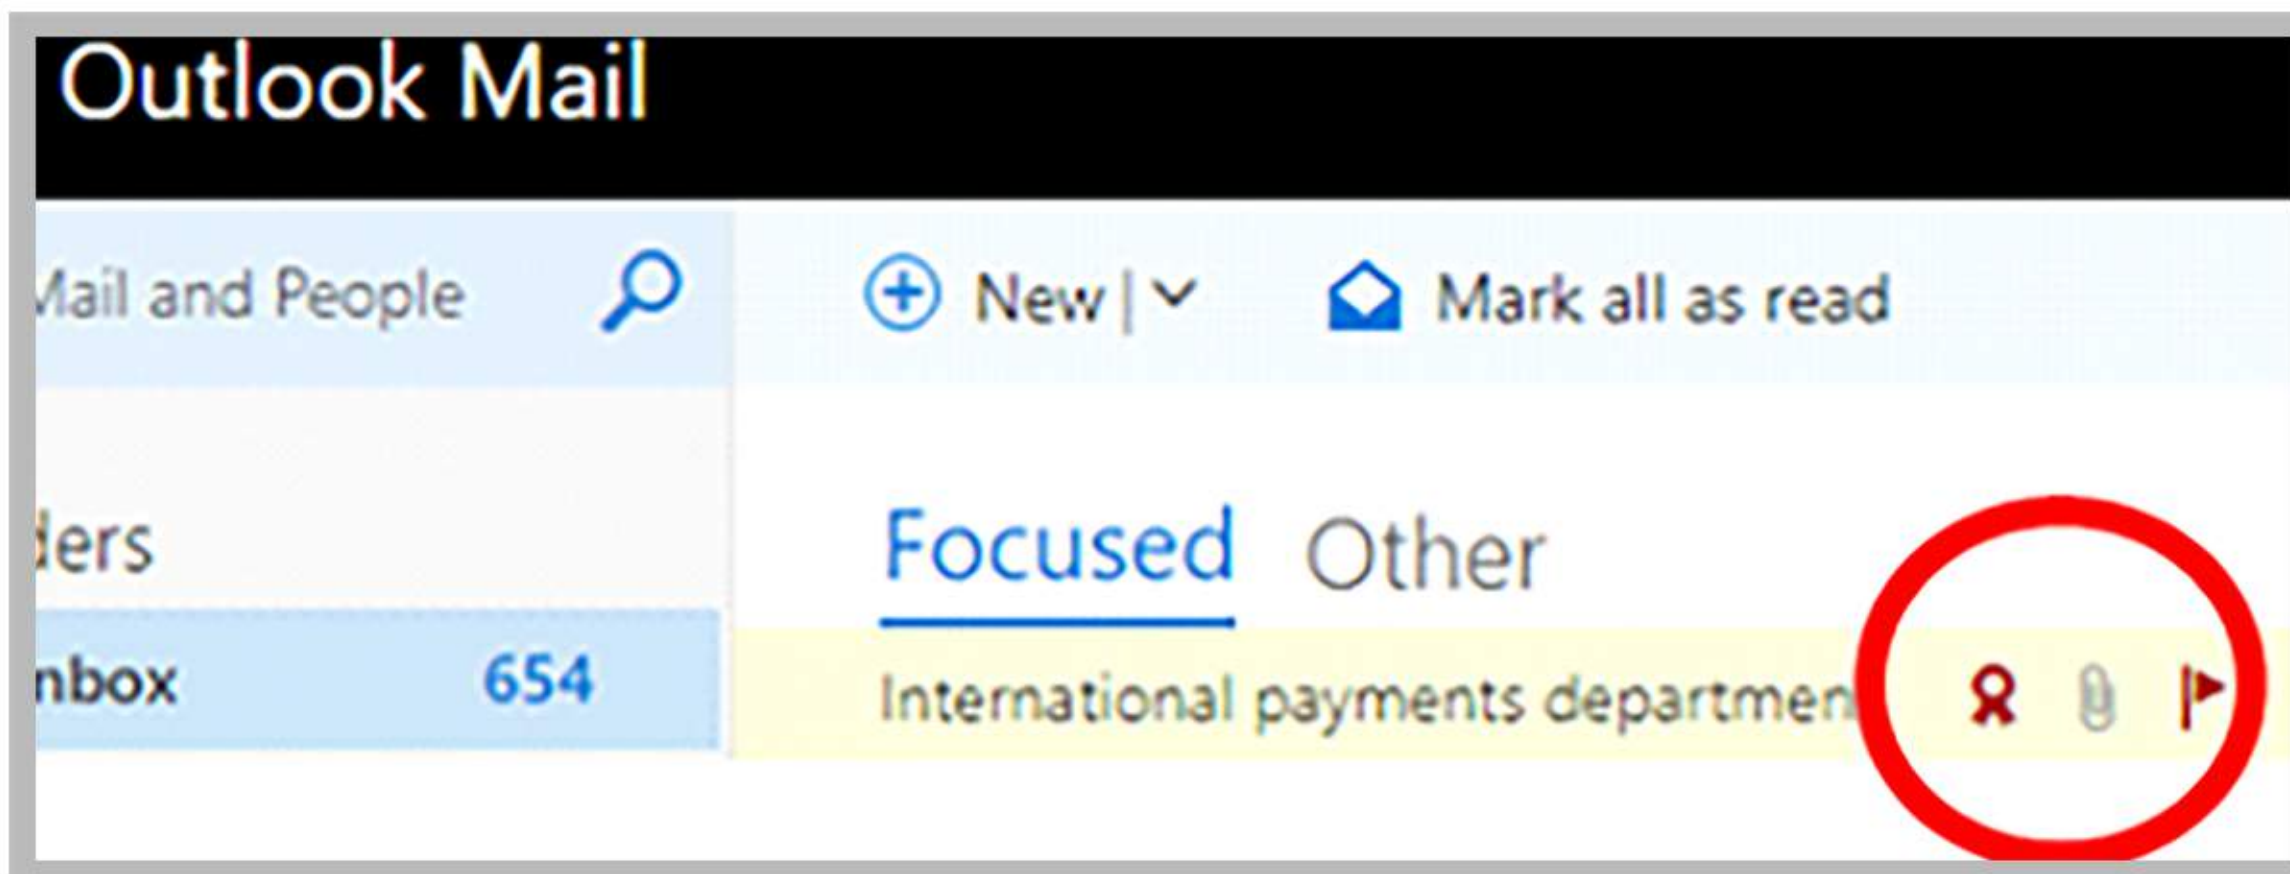 Outlook Mail
Mail and People
New
Mark all as read
ders
Focused Other
nbox 654
International payments departmen